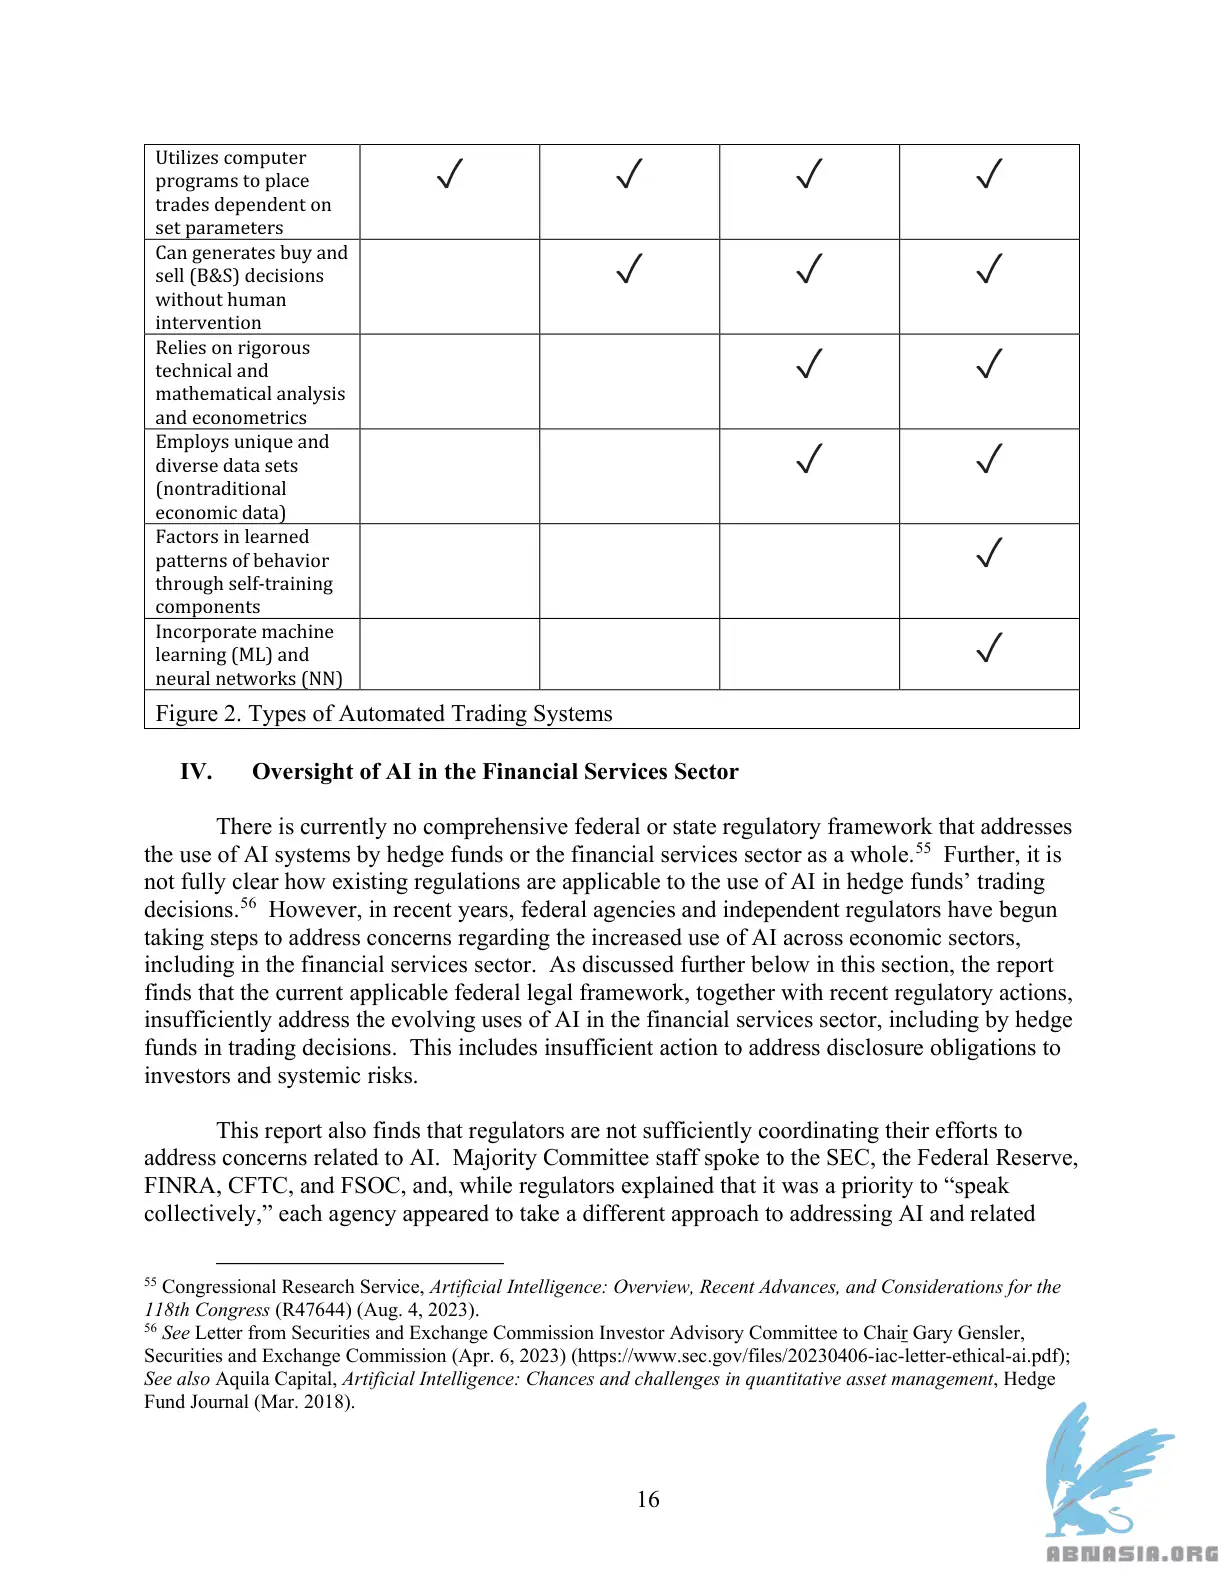 Utilizes computer
programs to place
trades dependent on
set parameters
✓ ✓ ✓ ✓
Can generates buy and
sell (B&S) decisions
without human
intervention
✓ ✓ ✓
Relies on rigorous
technical and
mathematical analysis
and econometrics
✓ ✓
Employs unique and
diverse data sets
(nontraditional
economic data)
✓ ✓
Factors in learned
patterns of behavior
through self-training
components
✓
Incorporate machine
learning (ML) and
neural networks (NN)
✓
Figure 2. Types of Automated Trading Systems
IV. Oversight of AI in the Financial Services Sector
There is currently no comprehensive federal or state regulatory framework that addresses
the use of AI systems by hedge funds or the financial services sector as a whole.55 Further, it is
not fully clear how existing regulations are applicable to the use of AI in hedge funds’ trading
decisions.56 However, in recent years, federal agencies and independent regulators have begun
taking steps to address concerns regarding the increased use of AI across economic sectors,
including in the financial services sector. As discussed further below in this section, the report
finds that the current applicable federal legal framework, together with recent regulatory actions,
insufficiently address the evolving uses of AI in the financial services sector, including by hedge
funds in trading decisions. This includes insufficient action to address disclosure obligations to
investors and systemic risks.
This report also finds that regulators are not sufficiently coordinating their efforts to
address concerns related to AI. Majority Committee staff spoke to the SEC, the Federal Reserve,
FINRA, CFTC, and FSOC, and, while regulators explained that it was a priority to “speak
collectively,” each agency appeared to take a different approach to addressing AI and related
55 Congressional Research Service, Artificial Intelligence: Overview, Recent Advances, and Considerations for the
118th Congress (R47644) (Aug. 4, 2023).
56 See Letter from Securities and Exchange Commission Investor Advisory Committee to Chair Gary Gensler,
Securities and Exchange Commission (Apr. 6, 2023) (https://www.sec.gov/files/20230406-iac-letter-ethical-ai.pdf);
See also Aquila Capital, Artificial Intelligence: Chances and challenges in quantitative asset management, Hedge
Fund Journal (Mar. 2018).
16
ABNASIA.ORG